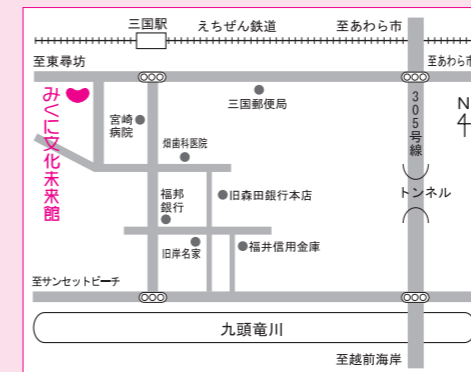 三国駅
えちぜん鉄道
至あわら市
至東尋坊
至あわら市
みくに文化未来館
宮崎
病院
三国郵便局
305号線
N
畑歯科医院
福邦
銀行
旧森田銀行本店
トンネル
旧岸名家
福井信用金庫
至サンセットビーチ
九頭竜川
至越前海岸